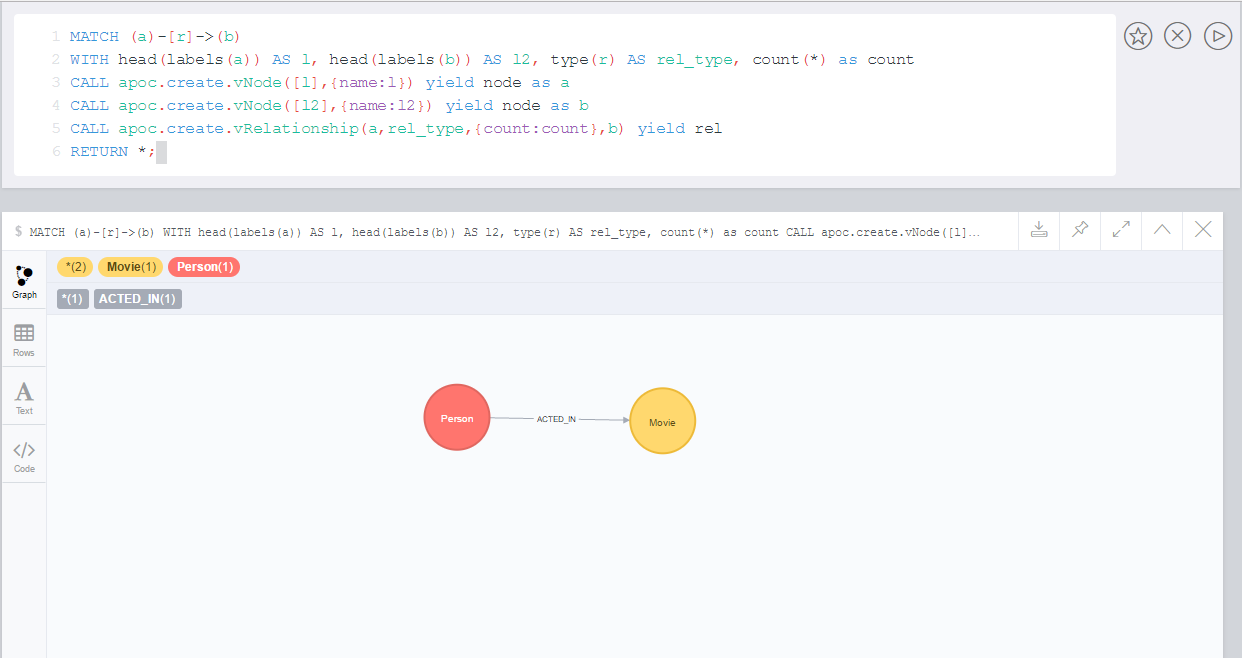 1 MATCH (a)-[r]->(b)
2 WITH head(labels(a)) AS l, head(labels(b)) AS l2, type(r) AS rel_type, count(*) as count
3 CALL apoc.create.vNode([l],{name:l}) yield node as a
4 CALL apoc.create.vNode([l2],{name:l2}) yield node as b
5 CALL apoc.create.vRelationship(a,rel_type,{count:count},b) yield rel
6 RETURN *;
$ MATCH (a)-[r]->(b) WITH head(labels(a)) AS l, head(labels(b)) AS l2, type(r) AS rel_type, count(*) as count CALL apoc.create.vNode([l]...
*(2) Movie(1) Person(1)
*(1) ACTED_IN(1)
Graph
Rows
A
Text
</>
Code
Person
ACTED_IN
Movie